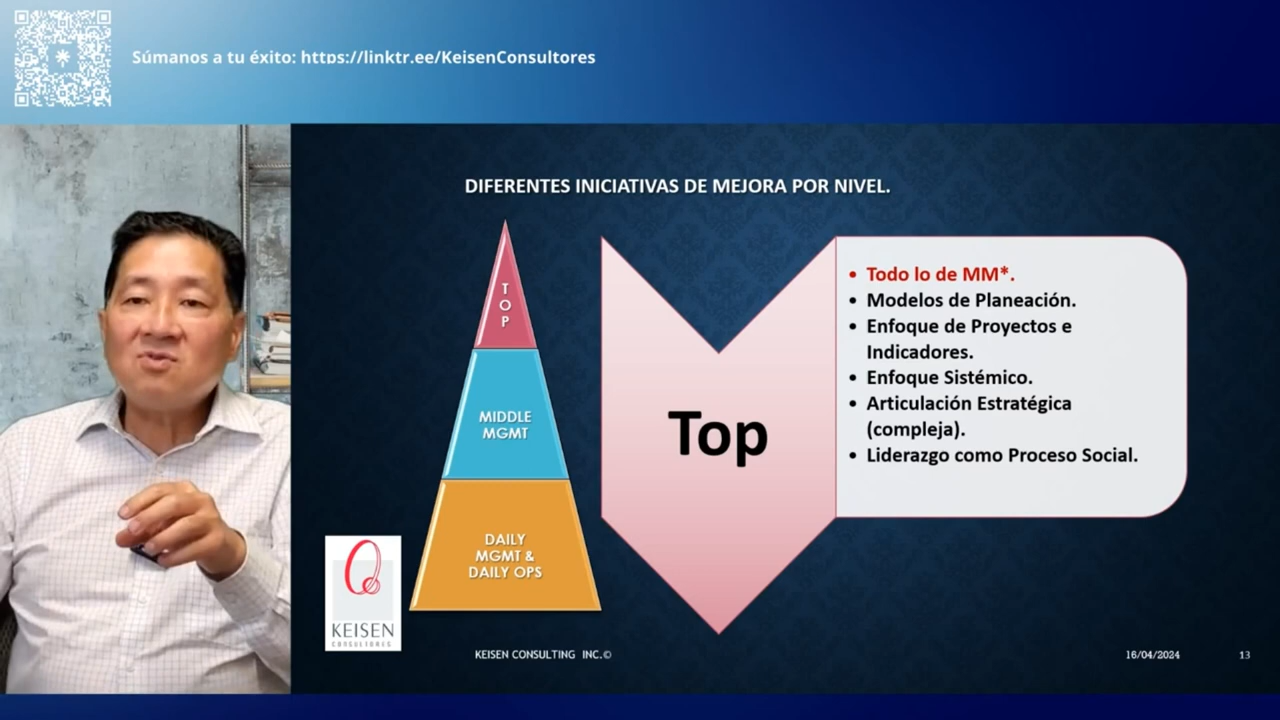 Súmanos a tu éxito: https://linktr.ee/KeisenConsultores
DIFERENTES INICIATIVAS DE MEJORA POR NIVEL.
T
O
P
MIDDLE
MGMT
DAILY
MGMT &
DAILY OPS
Top
• Todo lo de MM*.
• Modelos de Planeación.
• Enfoque de Proyectos e
Indicadores.
• Enfoque Sistémico.
• Articulación Estratégica
(compleja).
• Liderazgo como Proceso Social.
KEISEN
CONSULTORES
KEISEN CONSULTING INC.©
16/04/2024
13